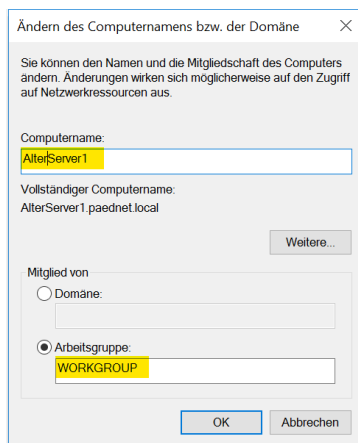 Ändern des Computernamens bzw. der Domäne
Sie können den Namen und die Mitgliedschaft des Computers
ändern. Änderungen wirken sich möglicherweise auf den Zugriff
auf Netzwerkressourcen aus.
Computername:
AlterServer1
Vollständiger Computername:
AlterServer1.paednet.local
Weitere...
Mitglied von
Domäne:
Arbeitsgruppe:
WORKGROUP
OK Abbrechen